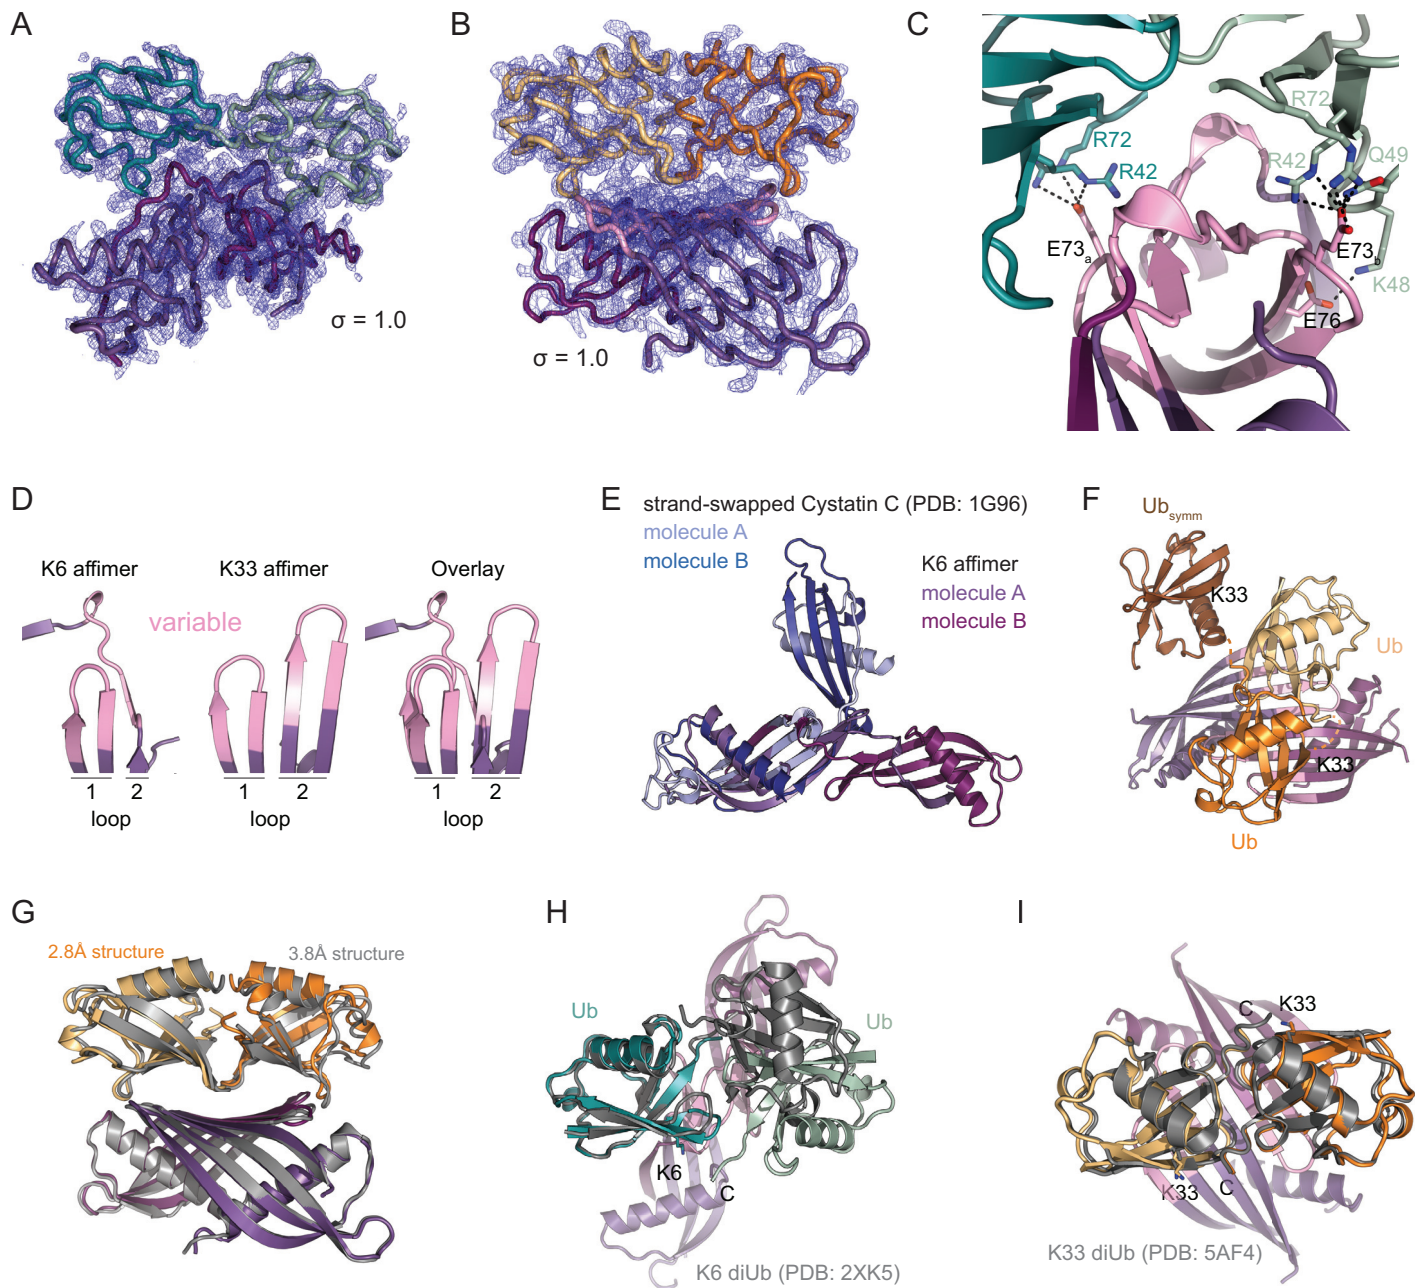 A
σ = 1.0
B
σ = 1.0
C
R72
R42
E73a
R72
R42
Q49
E73b
K48
E76
D
K6 affimer
K33 affimer
Overlay
variable
1
2
loop
1
2
loop
1
2
loop
E
strand-swapped Cystatin C (PDB: 1G96)
molecule A
molecule B
K6 affimer
molecule A
molecule B
F
Ubsymm
K33
Ub
K33
Ub
G
2.8Å structure
3.8Å structure
H
Ub
Ub
K6
C
K6 diUb (PDB: 2XK5)
I
C
K33
K33
C
K33 diUb (PDB: 5AF4)